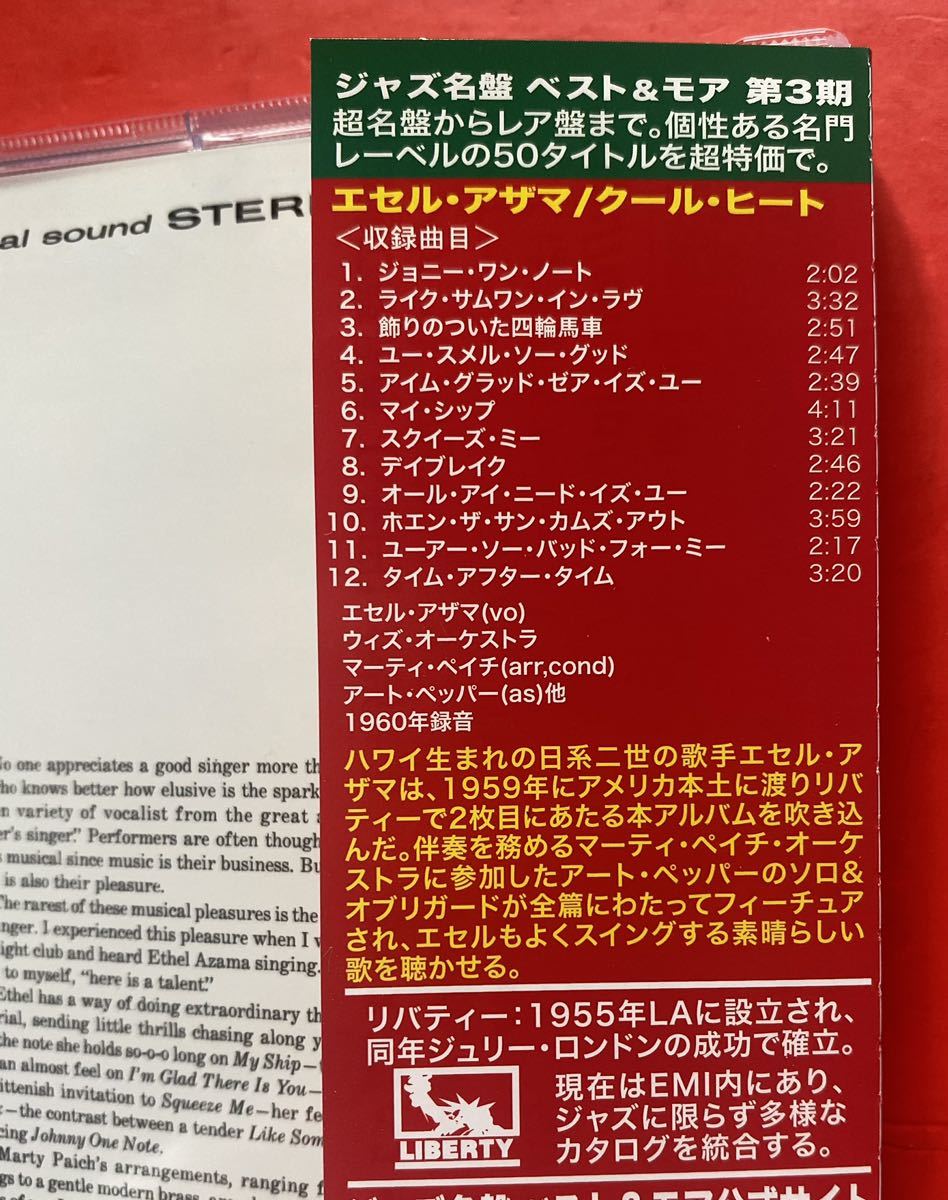 al sound STER
ジャズ名盤 ベスト&モア 第3期
超名盤からレア盤まで。個性ある名門
レーベルの50タイトルを超特価で。
エセル・アザマ/クール・ヒート
＜収録曲目＞
1. ジョニー・ワン・ノート 2:02
2. ライク・サムワン・イン・ラヴ 3:32
3. 飾りのついた四輪馬車 2:51
4. ユー・スメル・ソー・グッド 2:47
5. アイム・グラッド・ゼア・イズ・ユー 2:39
6. マイ・シップ 4:11
7. スクイーズ・ミー 3:21
8. デイブレイク 2:46
9. オール・アイ・ニード・イズ・ユー 2:22
10. ホエン・ザ・サン・カムズ・アウト 3:59
11. ユーアー・ソー・バッド・フォー・ミー 2:17
12. タイム・アフター・タイム 3:20
エセル・アザマ(vo)
ウィズ・オーケストラ
マーティ・ペイチ(arr,cond)
アート・ペッパー(as)他
1960年録音
ハワイ生まれの日系二世の歌手エセル・ア
ザマは、1959年にアメリカ本土に渡りリバ
ティーで2枚目にあたる本アルバムを吹き込
んだ。伴奏を務めるマーティ・ペイチ・オーケ
ストラに参加したアート・ペッパーのソロ&
オブリガードが全篇にわたってフィーチュア
され、エセルもよくスイングする素晴らしい
歌を聴かせる。
リバティー：1955年LAに設立され、
同年ジュリー・ロンドンの成功で確立。
現在はEMI内にあり、
ジャズに限らず多様な
カタログを統合する。
LIBERTY
ジャズ名盤 ベスト&モアハブサイト
No one appreciates a good singer more th
ho knows better how elusive is the spark
n variety of vocalist from the great
er's singer." Performers are often though
musical since music is their business. Bu
is also their pleasure.
The rarest of these musical pleasures is the
nger. I experienced this pleasure when I
ight club and heard Ethel Azama singing.
to myself, "here is a talent."
Ethel has a way of doing extraordinary th
rial, sending little thrills chasing along y
the note she holds so-o-o long on My Ship—
an almost feel on I'm Glad There Is You—
ittenish invitation to Squeeze Me—her fe
—the contrast between a tender Like Som
cing Johnny One Note.
Marty Paich's arrangements, ranging f
gs to a gentle modern brass